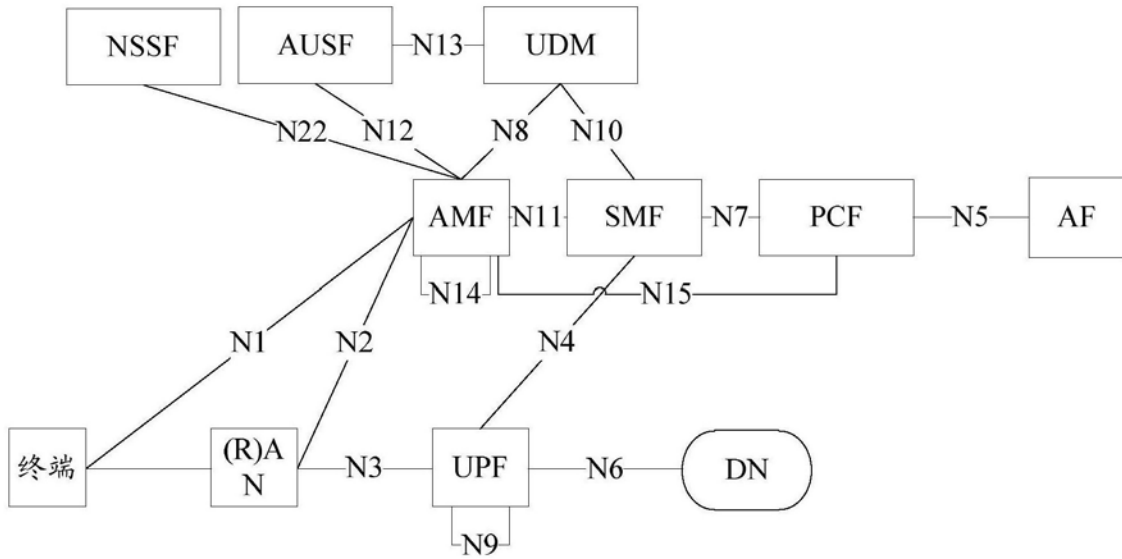 NSSF
AUSF
N13
UDM
N22
N12
N8
N10
AMF
N11
SMF
N7
PCF
N5
AF
N14
N15
N1
N2
N4
终端
(R)A
N
N3
UPF
N6
DN
N9